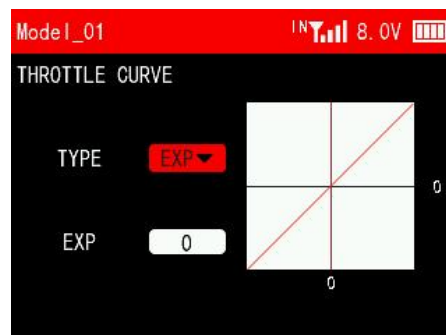 Model_01 IN 8.0V
THROTTLE CURVE
TYPE EXP
0
EXP 0
0